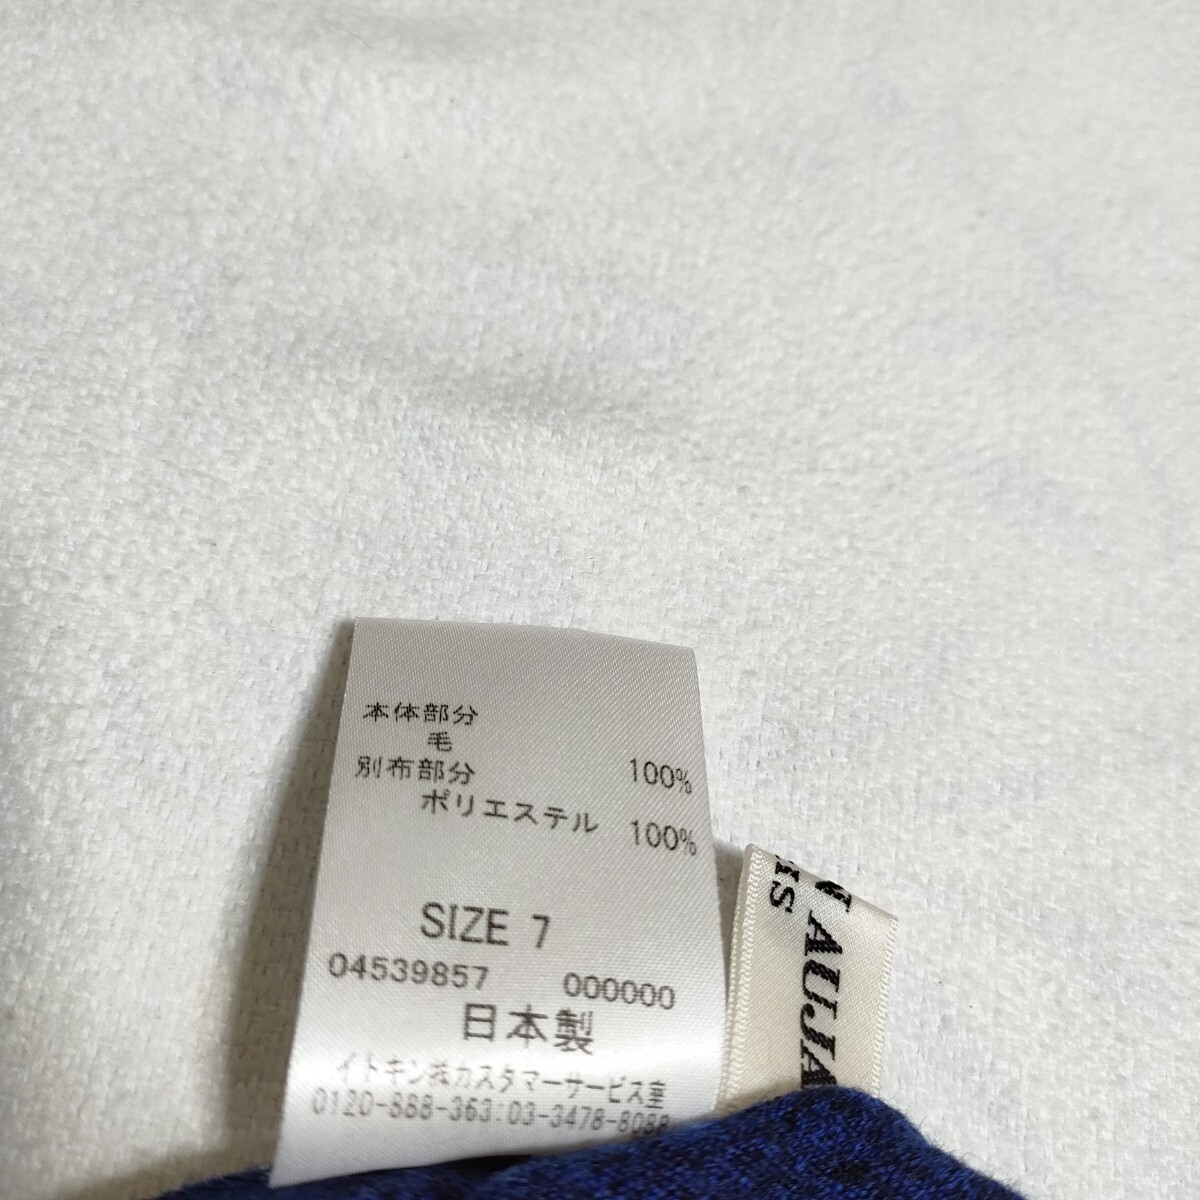 本体部分
毛 100%
別布部分
ポリエステル 100%
SIZE 7
04539857 000000
日本製
イトキン㈱カスタマーサービス室
0120-888-363:03-3478-8088
AUJA